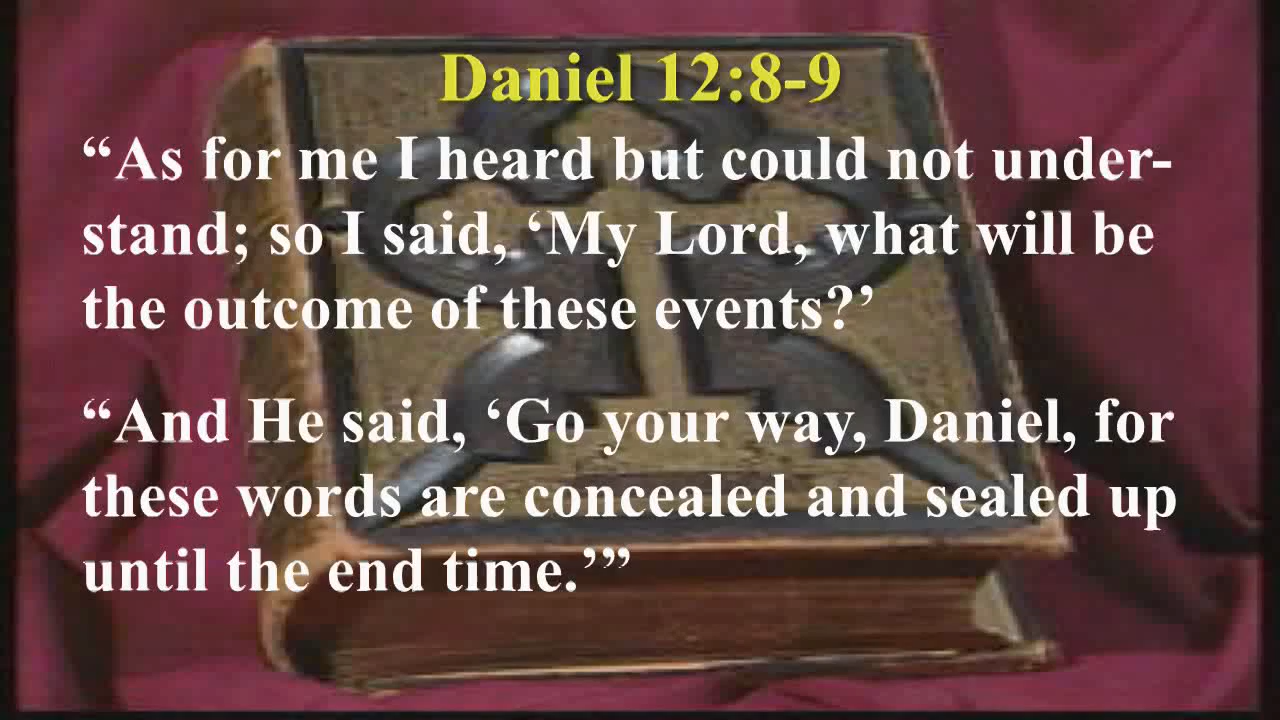 Daniel 12:8-9
“As for me I heard but could not under-
stand; so I said, ‘My Lord, what will be
the outcome of these events?’
“And He said, ‘Go your way, Daniel, for
these words are concealed and sealed up
until the end time.’”